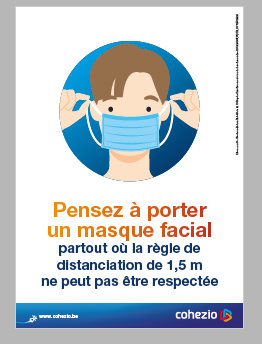 Pensez à porter
un masque facial
partout où la règle de
distanciation de 1,5 m
ne peut pas être respectée
www.cohezio.be
cohezio